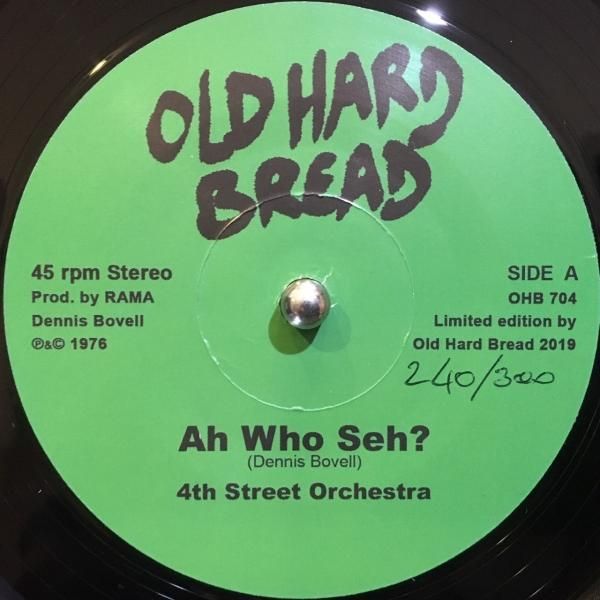 OLD HARD
BREAD
45 rpm Stereo
Prod. by RAMA
Dennis Bovell
℗&© 1976
SIDE A
OHB 704
Limited edition by
Old Hard Bread 2019
240/300
Ah Who Seh?
(Dennis Bovell)
4th Street Orchestra